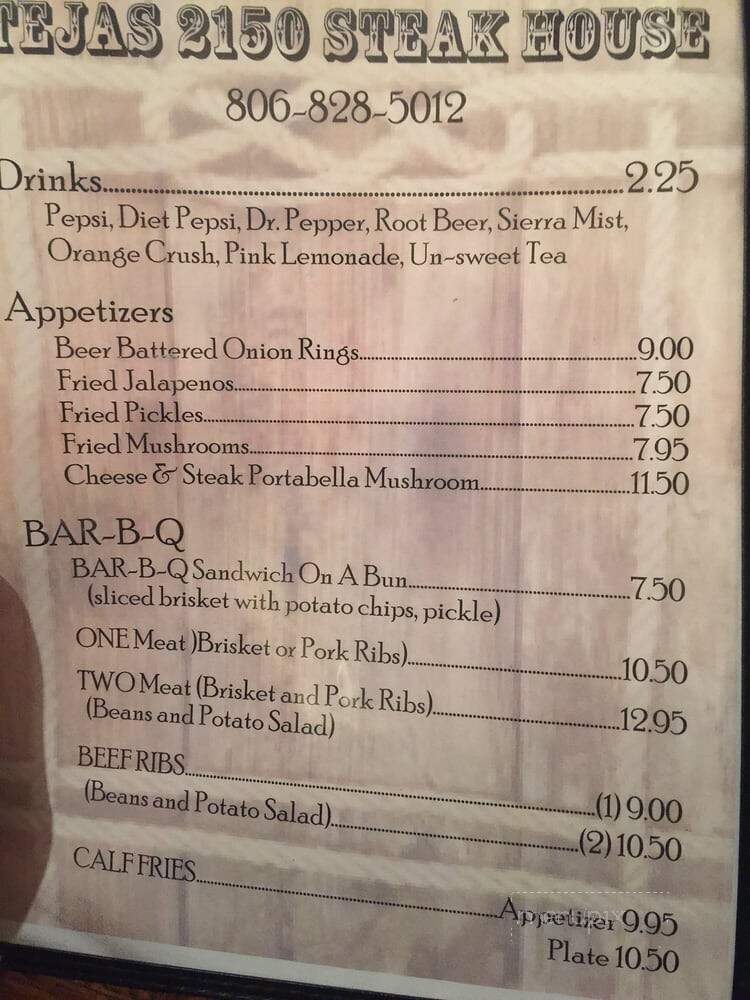 TEJAS 2150 STEAK HOUSE
806-828-5012
Drinks........2.25
Pepsi, Diet Pepsi, Dr. Pepper, Root Beer, Sierra Mist,
Orange Crush, Pink Lemonade, Un-sweet Tea
Appetizers
Beer Battered Onion Rings........9.00
Fried Jalapenos........7.50
Fried Pickles........7.50
Fried Mushrooms........7.95
Cheese & Steak Portabella Mushroom........11.50
BAR-B-Q
BAR-B-Q Sandwich On A Bun........7.50
(sliced brisket with potato chips, pickle)
ONE Meat )Brisket or Pork Ribs)........10.50
TWO Meat (Brisket and Pork Ribs)........12.95
(Beans and Potato Salad)
BEEF RIBS........(1) 9.00
(Beans and Potato Salad)........(2) 10.50
CALF FRIES........Appetizer 9.95
Plate 10.50